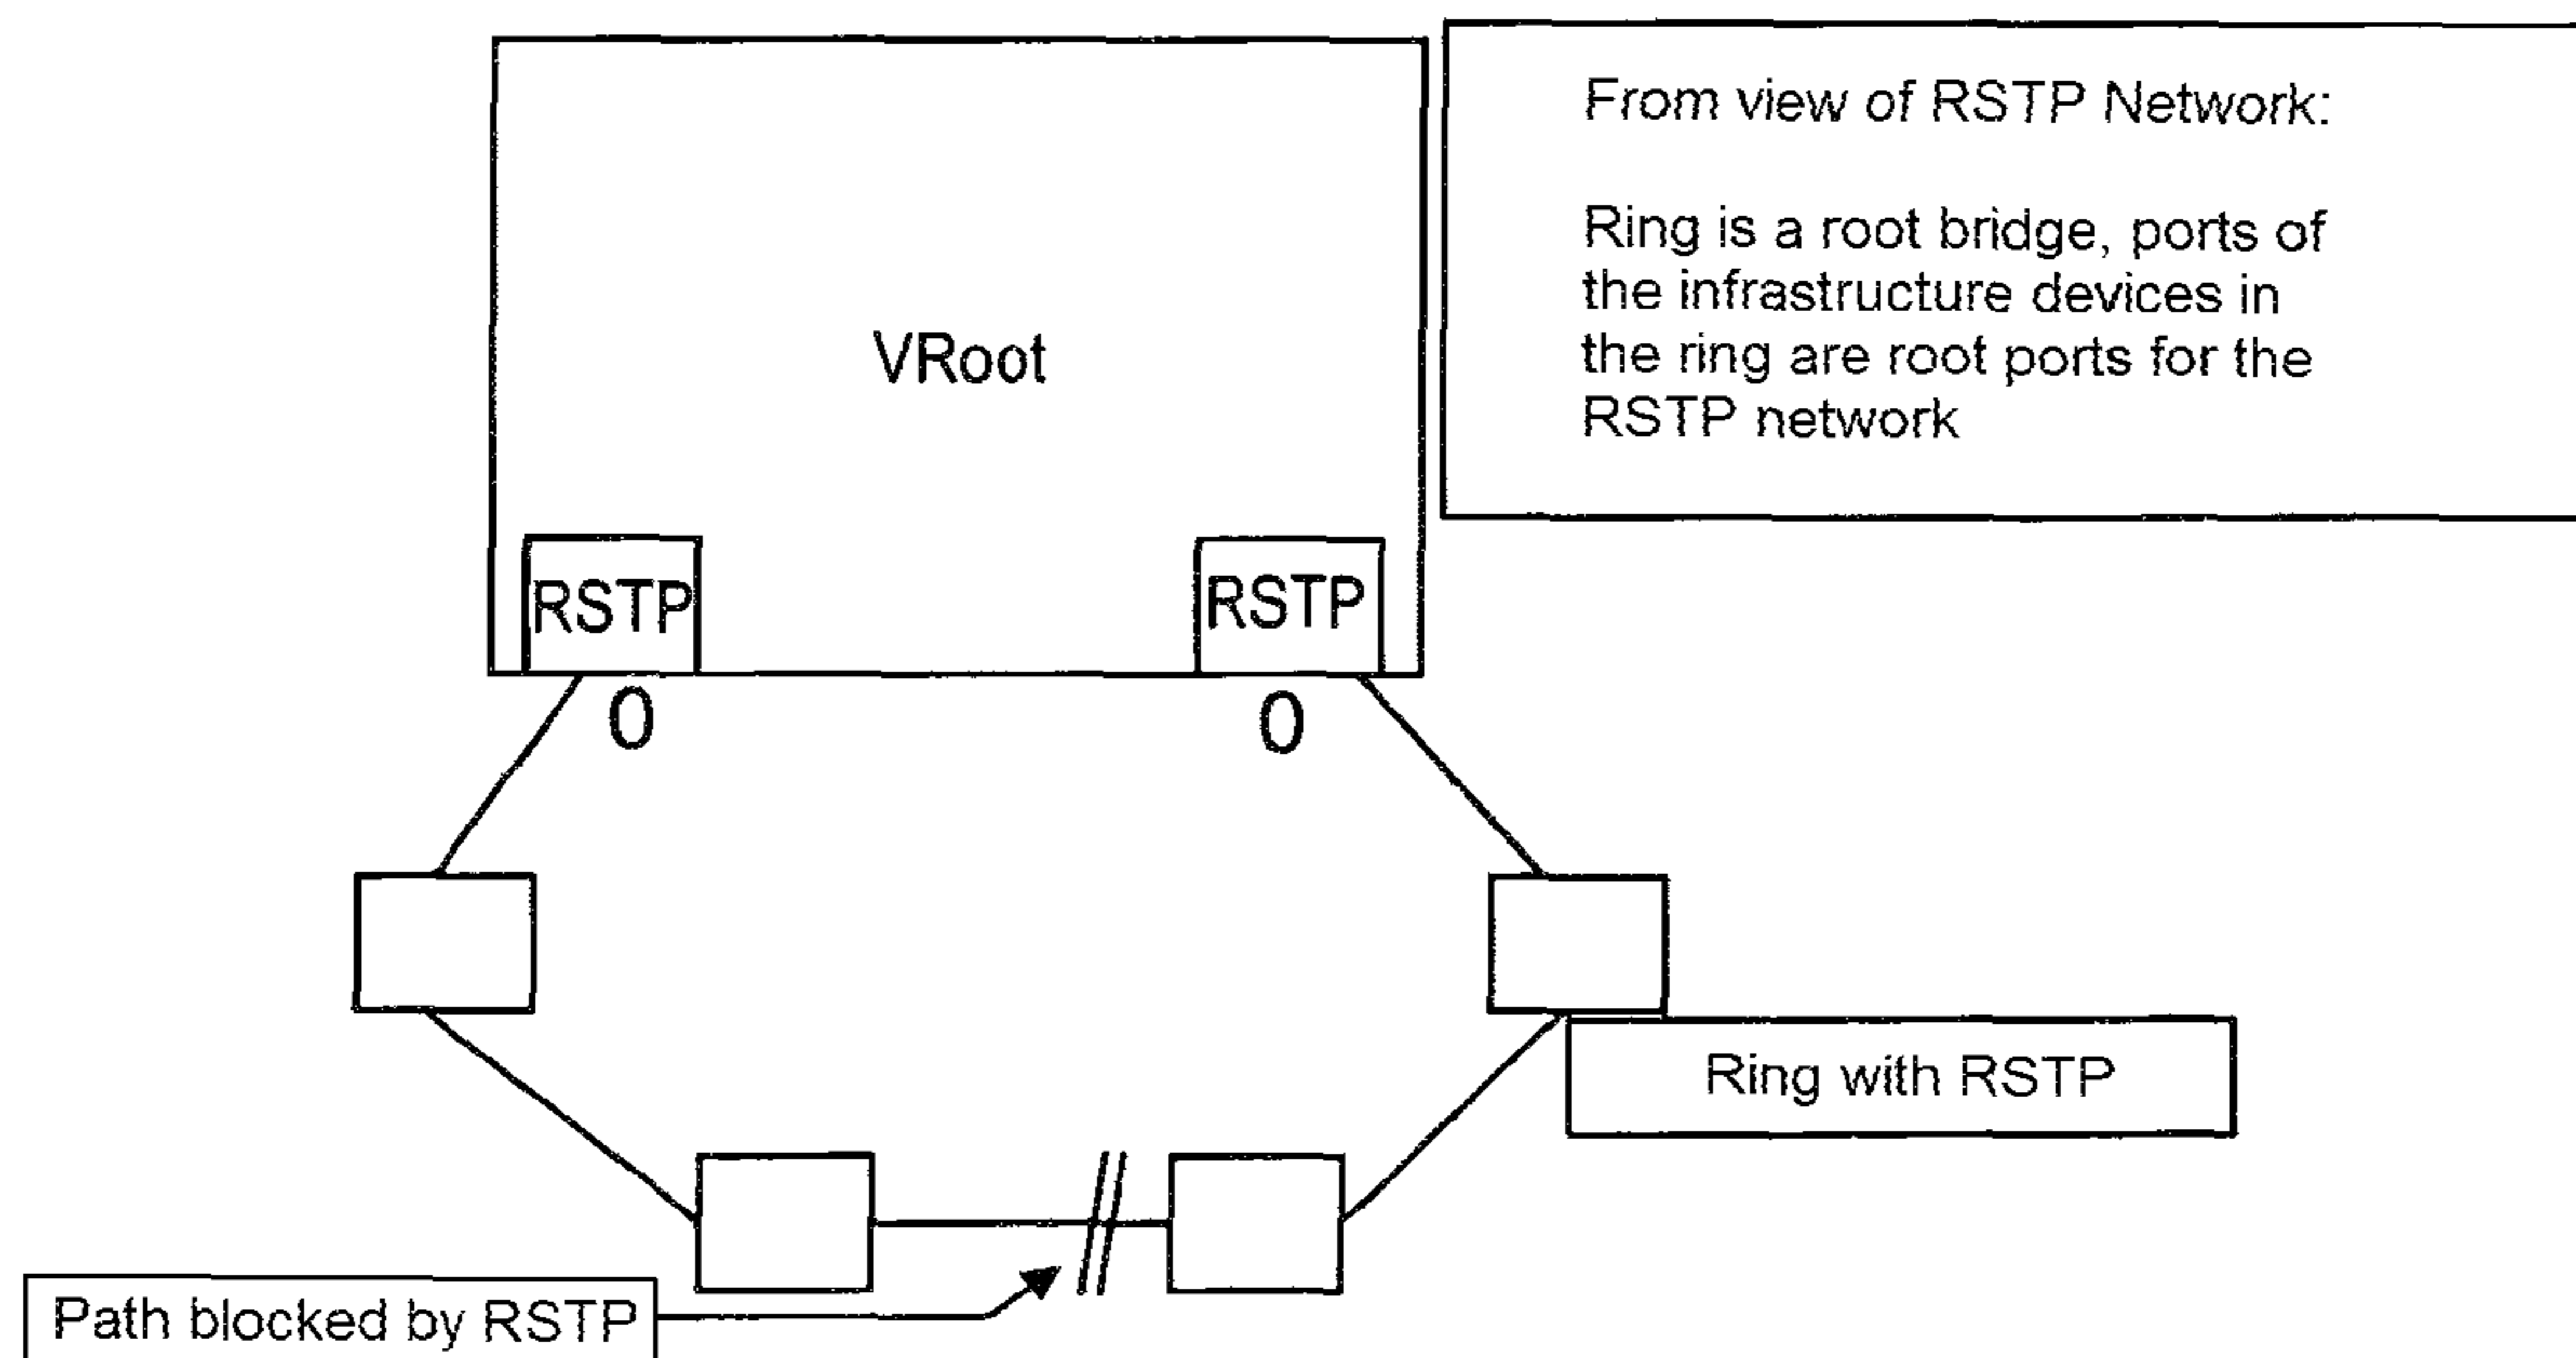 From view of RSTP Network:
Ring is a root bridge, ports of
the infrastructure devices in
the ring are root ports for the
RSTP network
VRoot
RSTP
RSTP
0
0
Ring with RSTP
Path blocked by RSTP